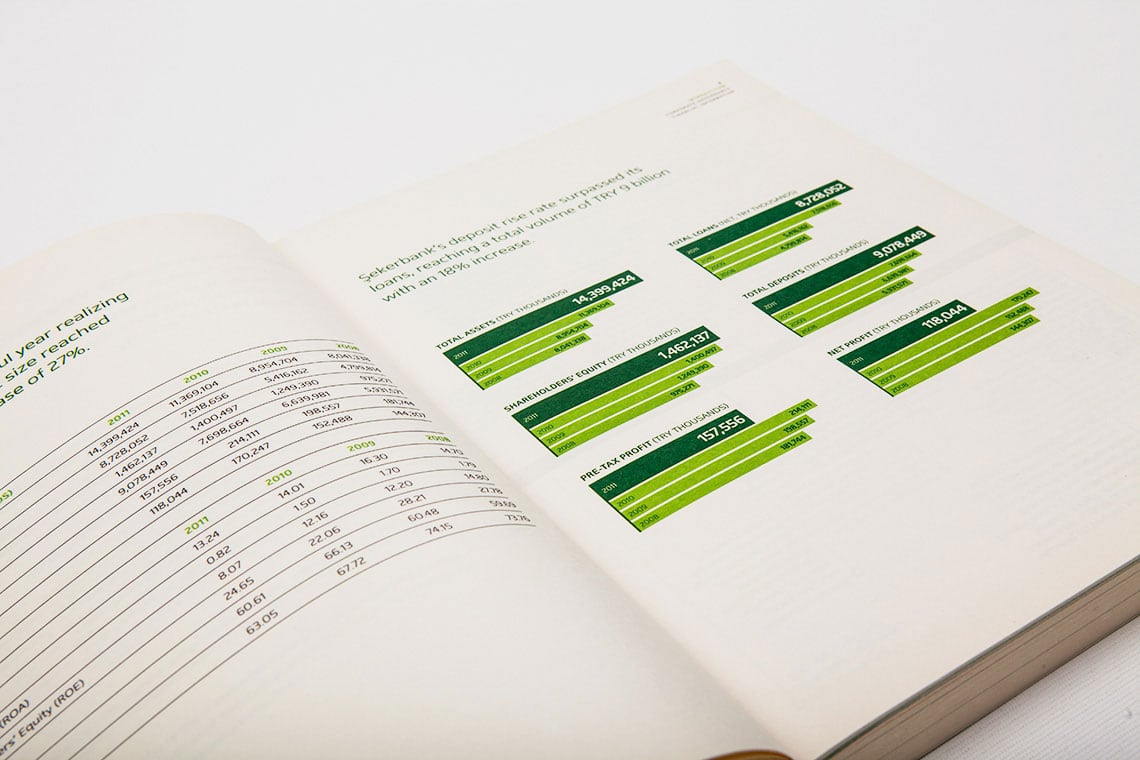 ul year realizing
size reached
ase of 27%.
2011 2010 2009 2008
14,399,424 11,369,104 8,954,704 8,041,338
8,728,052 7,518,656 5,416,162 4,799,814
1,462,137 1,400,497 1,249,390 975,271
9,078,449 7,698,664 6,639,981 5,931,571
157,556 214,111 198,557 181,744
118,044 170,247 152,488 144,307
2011 2010 2009 2008
13.24 14.01 16.30 14.70
0.82 1.50 1.70 1.79
8.07 12.16 12.20 14.80
24.65 22.06 28.21 27.78
60.61 66.13 60.48 59.69
63.05 67.72 74.15 73.76
(ROA)
ers' Equity (ROE)
Şekerbank's deposit rise rate surpassed its
loans, reaching a total volume of TRY 9 billion
with an 18% increase.
TOTAL ASSETS (TRY THOUSANDS)
2011 14,399,424
2010 11,369,104
2009 8,954,704
2008 8,041,338
SHAREHOLDERS' EQUITY (TRY THOUSANDS)
2011 1,462,137
2010 1,400,497
2009 1,249,390
2008 975,271
PRE-TAX PROFIT (TRY THOUSANDS)
2011 157,556
2010 214,111
2009 198,557
2008 181,744
TOTAL LOANS (NET, TRY THOUSANDS)
2011 8,728,052
2010 7,518,656
2009 5,416,162
2008 4,799,814
TOTAL DEPOSITS (TRY THOUSANDS)
2011 9,078,449
2010 7,698,664
2009 6,639,981
2008 5,931,571
NET PROFIT (TRY THOUSANDS)
2011 118,044
2010 170,247
2009 152,488
2008 144,307